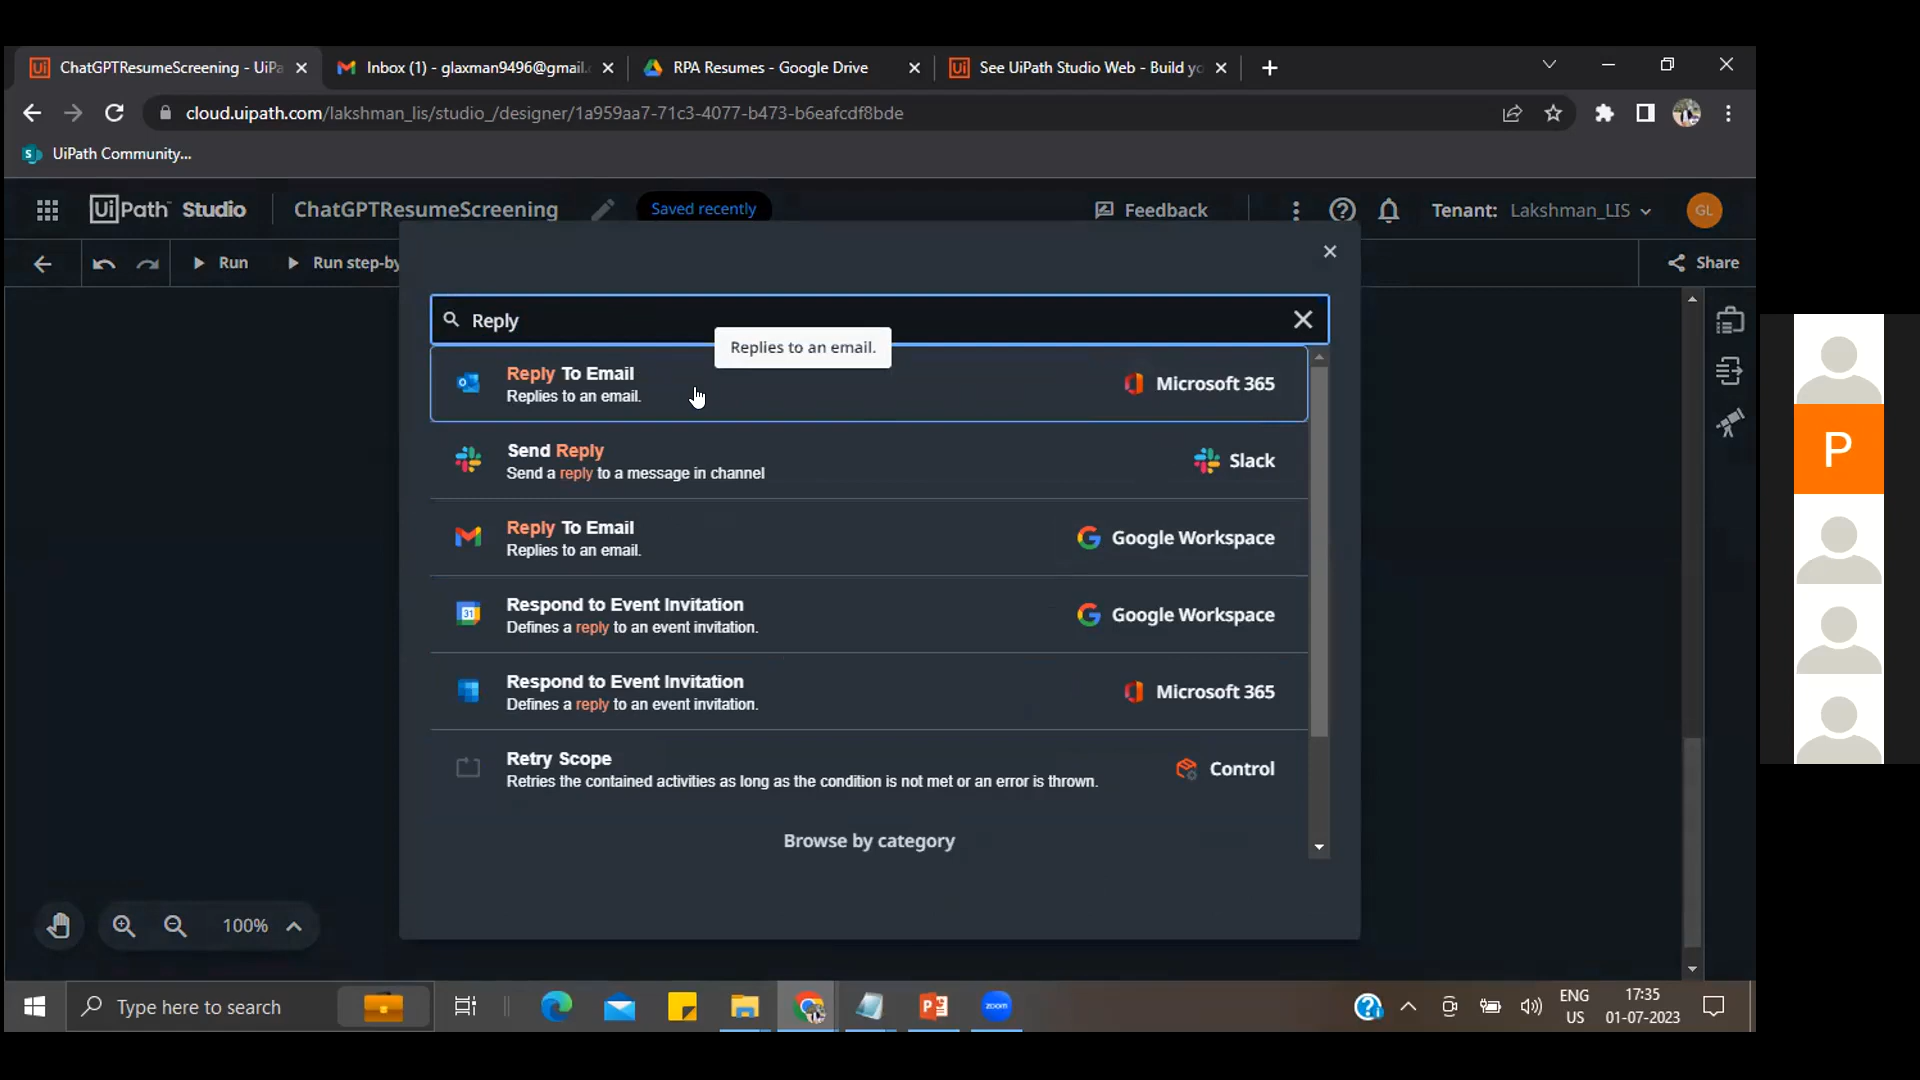 ChatGPTResumeScreening - UiPa
Inbox (1) - glaxman9496@gmail.
RPA Resumes - Google Drive
See UiPath Studio Web - Build yo
cloud.uipath.com/lakshman_lis/studio_/designer/1a959aa7-71c3-4077-b473-b6eafcdf8bde
S
UiPath Community...
UiPath Studio
ChatGPTResumeScreening
Saved recently
Feedback
Tenant: Lakshman_LIS
GL
Run
Run step-by
Share
Reply
Replies to an email.
Reply To Email
Replies to an email.
Microsoft 365
Send Reply
Send a reply to a message in channel
Slack
Reply To Email
Replies to an email.
Google Workspace
Respond to Event Invitation
Defines a reply to an event invitation.
Google Workspace
31
Respond to Event Invitation
Defines a reply to an event invitation.
Microsoft 365
Retry Scope
Retries the contained activities as long as the condition is not met or an error is thrown.
Control
Browse by category
100%
P
Type here to search
zoom
ENG
US
17:35
01-07-2023